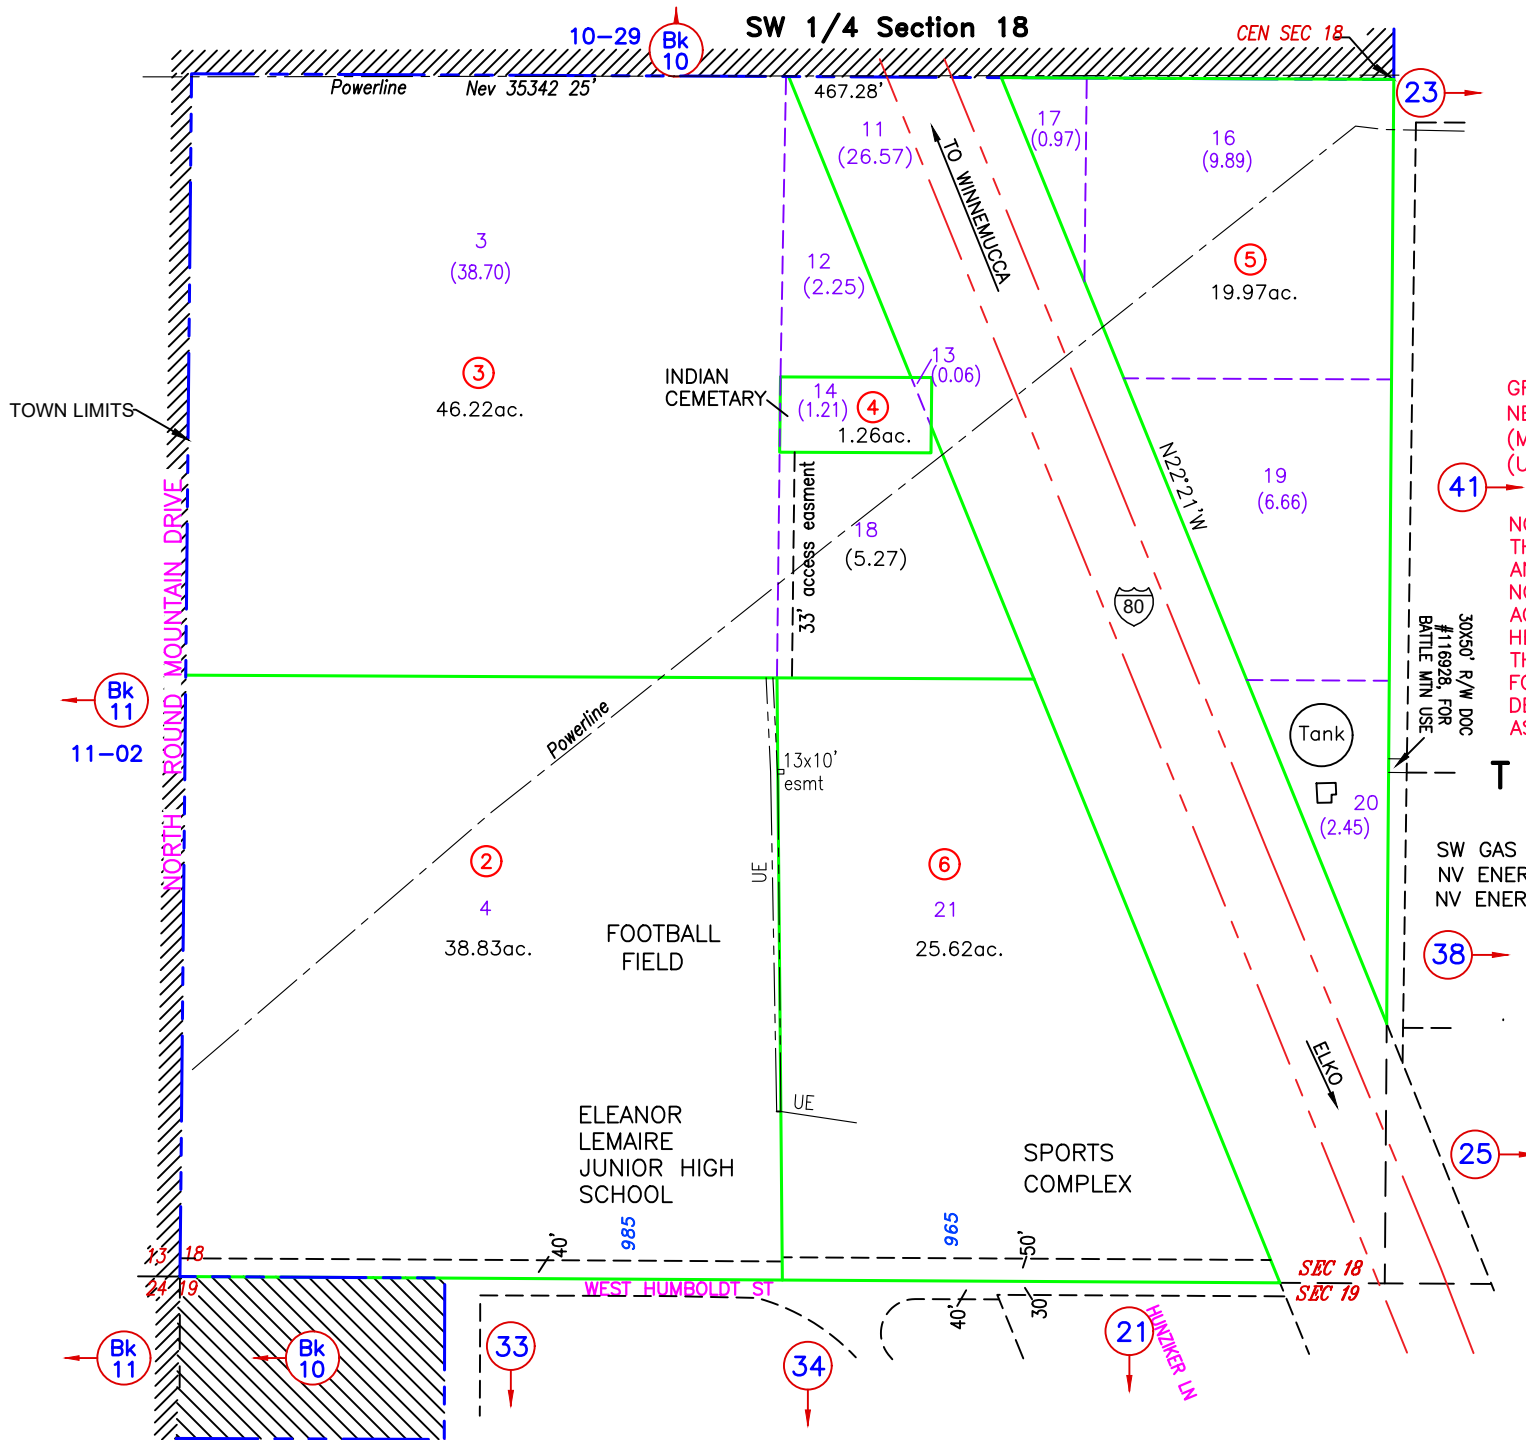 SW 1/4 Section 18
10-29
Bk
10
CEN SEC 18
23
Powerline
Nev 35342 25'
467.28'
11
(26.57)
17
(0.97)
16
(9.89)
TO WINNEMUCCA
3
(38.70)
12
(2.25)
5
19.97ac.
3
46.22ac.
TOWN LIMITS
INDIAN
CEMETARY
14
(1.21)
4
1.26ac.
13
(0.06)
N22°21'W
19
(6.66)
41
18
(5.27)
33' access easment
80
NORTH ROUND MOUNTAIN DRIVE
30X50' R/W DOC
#116928, FOR
BATTLE MTN USE
Bk
11
11-02
Powerline
13x10'
esmt
Tank
20
(2.45)
T
SW GAS
UE
2
4
38.83ac.
FOOTBALL
FIELD
6
21
25.62ac.
38
ELKO
UE
ELEANOR
LEMAIRE
JUNIOR HIGH
SCHOOL
SPORTS
COMPLEX
25
985
965
40'
50'
13 18
24 19
SEC 18
SEC 19
WEST HUMBOLDT ST
40'
30'
HUNZIKER LN
Bk
11
Bk
10
33
34
21